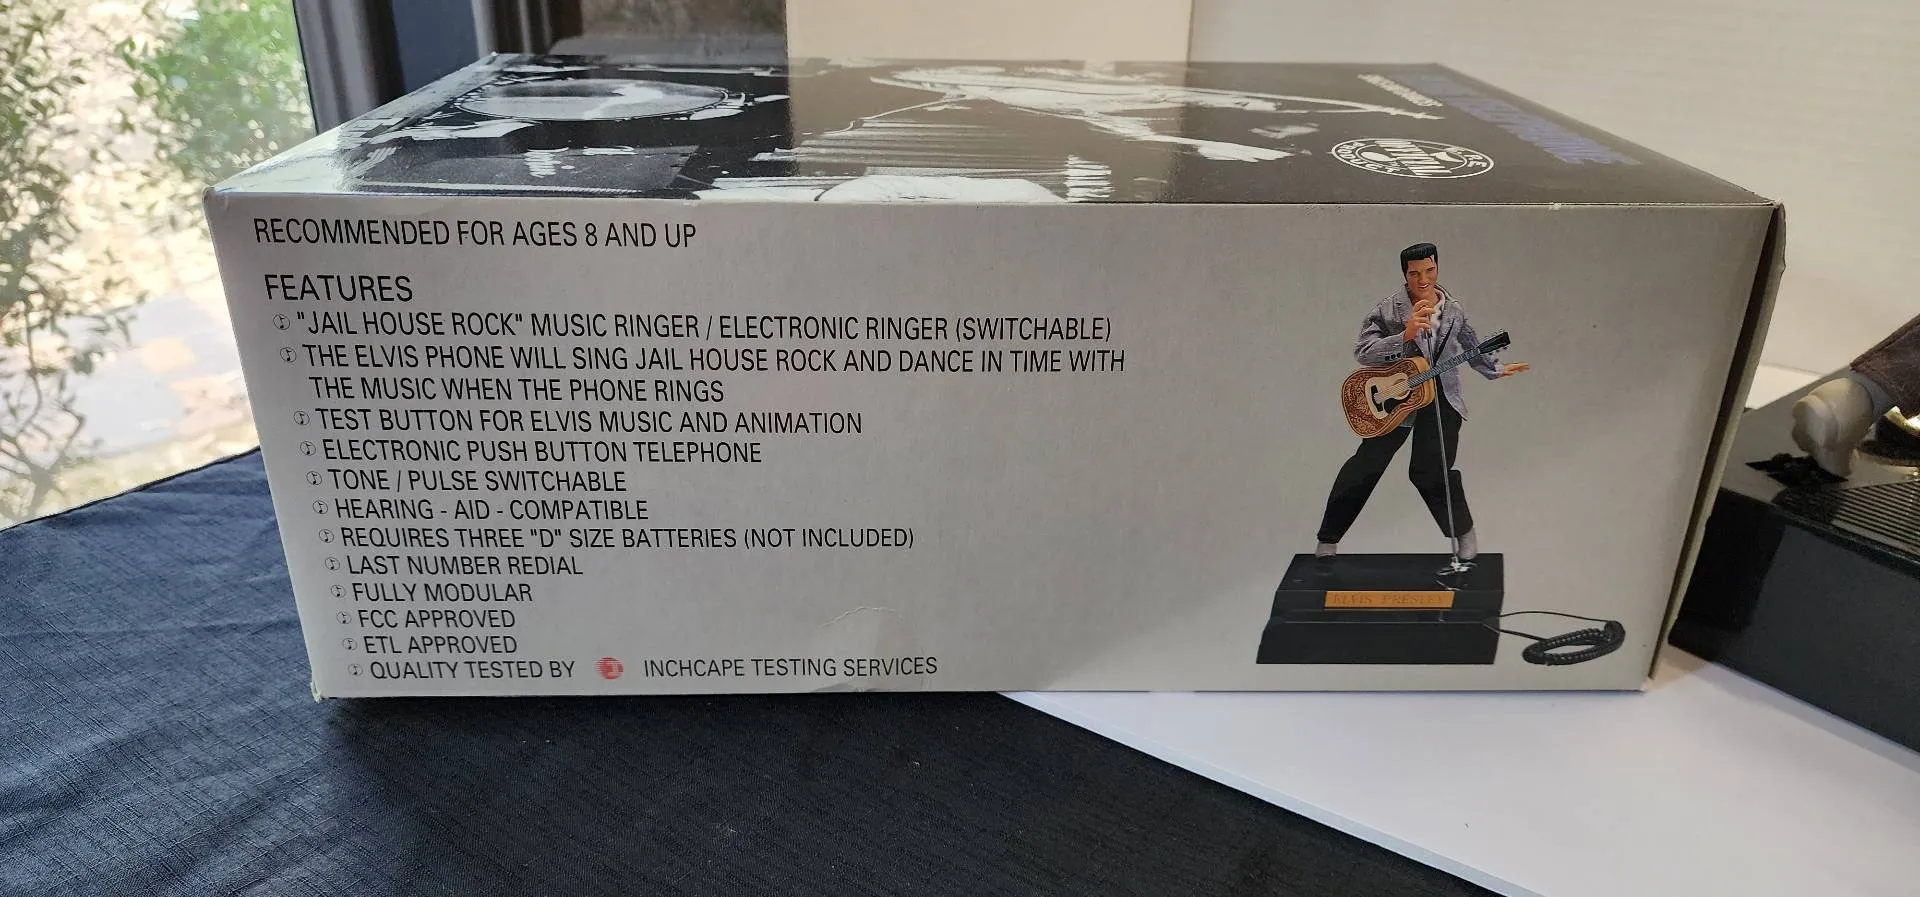 RECOMMENDED FOR AGES 8 AND UP
FEATURES
"JAIL HOUSE ROCK" MUSIC RINGER / ELECTRONIC RINGER (SWITCHABLE)
THE ELVIS PHONE WILL SING JAIL HOUSE ROCK AND DANCE IN TIME WITH
THE MUSIC WHEN THE PHONE RINGS
TEST BUTTON FOR ELVIS MUSIC AND ANIMATION
ELECTRONIC PUSH BUTTON TELEPHONE
TONE / PULSE SWITCHABLE
HEARING - AID - COMPATIBLE
REQUIRES THREE "D" SIZE BATTERIES (NOT INCLUDED)
LAST NUMBER REDIAL
FULLY MODULAR
FCC APPROVED
ETL APPROVED
QUALITY TESTED BY INCHCAPE TESTING SERVICES
ELVIS PRESLEY